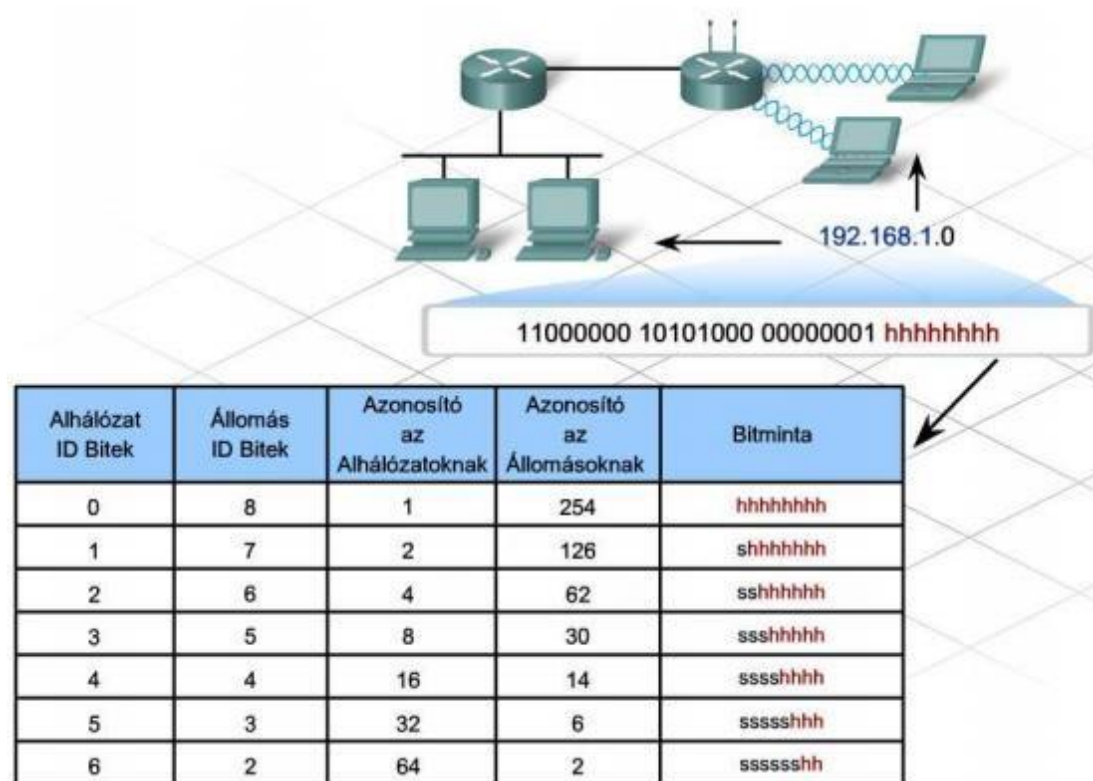 192.168.1.0
11000000 10101000 00000001 hhhhhhhh
Alhálózat ID Bitek | Állomás ID Bitek | Azonosító az Alhálózatoknak | Azonosító az Állomásoknak | Bitminta
0 8 1 254 hhhhhhhh
1 7 2 126 shhhhhhh
2 6 4 62 sshhhhhh
3 5 8 30 ssshhhhh
4 4 16 14 sssshhhh
5 3 32 6 ssssshhh
6 2 64 2 sssssshh